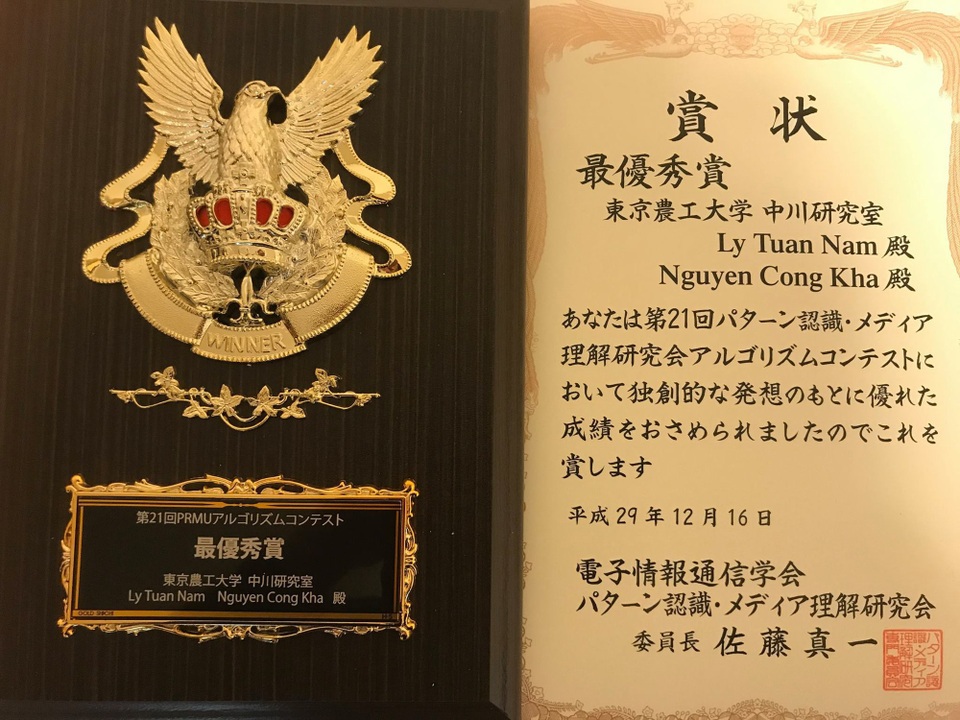 WINNER
第21回PRMUアルゴリズムコンテスト
最優秀賞
東京農工大学 中川研究室
Ly Tuan Nam Nguyen Cong Kha 殿
賞 状
最優秀賞
東京農工大学 中川研究室
Ly Tuan Nam 殿
Nguyen Cong Kha 殿
あなたは第21回パターン認識・メディア
理解研究会アルゴリズムコンテストに
おいて独創的な発想のもとに優れた
成績をおさめられましたのでこれを
賞します
平成29年12月16日
電子情報通信学会
パターン認識・メディア理解研究会
委員長 佐藤真一